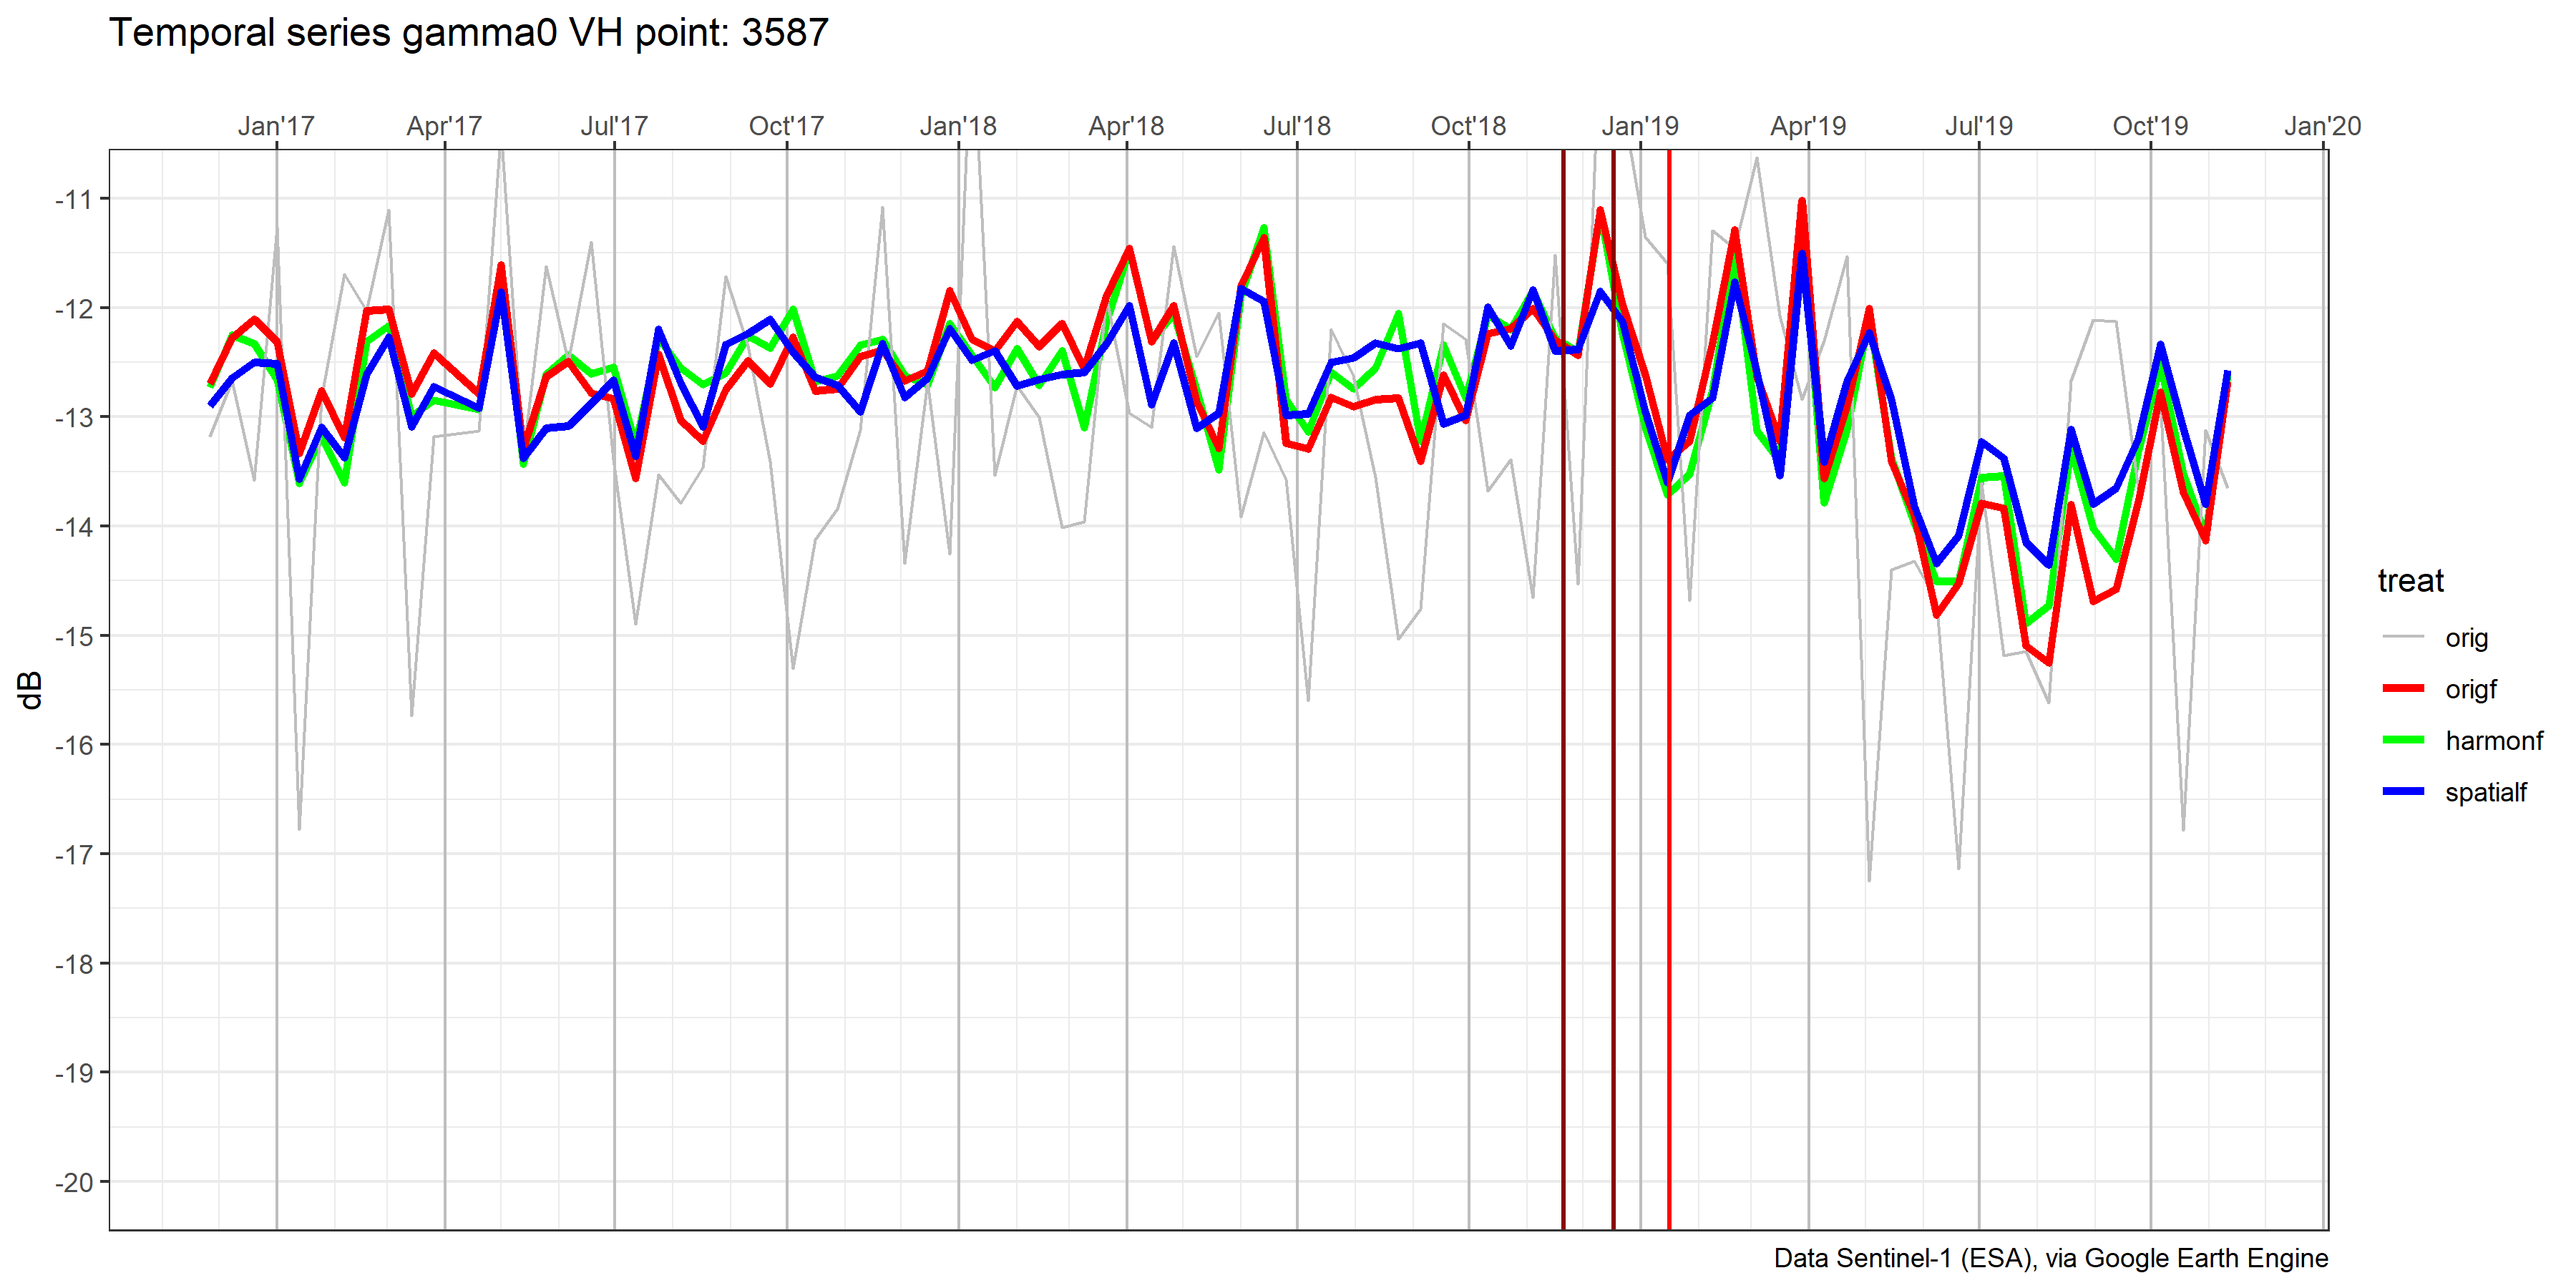 Temporal series gamma0 VH point: 3587
Jan'17 Apr'17 Jul'17 Oct'17 Jan'18 Apr'18 Jul'18 Oct'18 Jan'19 Apr'19 Jul'19 Oct'19 Jan'20
-11
-12
-13
-14
-15
-16
-17
-18
-19
-20
dB
treat
orig
origf
harmonf
spatialf
Data Sentinel-1 (ESA), via Google Earth Engine